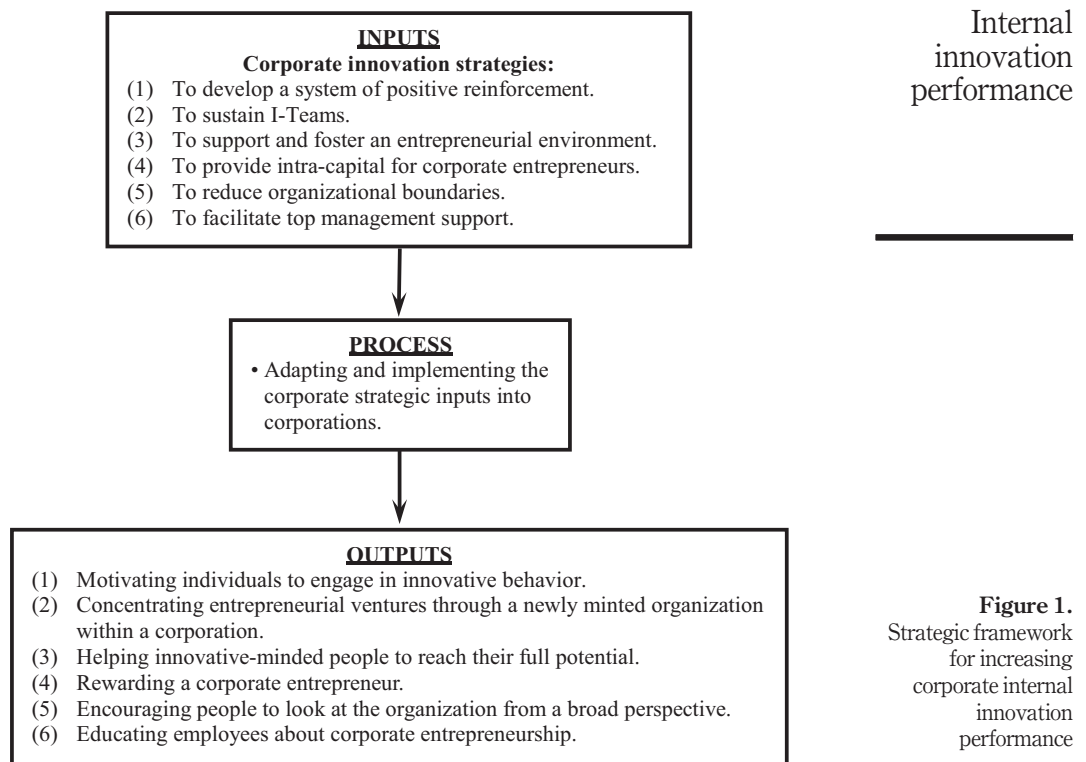 Internal
innovation
performance
INPUTS
Corporate innovation strategies:
(1) To develop a system of positive reinforcement.
(2) To sustain I-Teams.
(3) To support and foster an entrepreneurial environment.
(4) To provide intra-capital for corporate entrepreneurs.
(5) To reduce organizational boundaries.
(6) To facilitate top management support.
PROCESS
• Adapting and implementing the
corporate strategic inputs into
corporations.
OUTPUTS
(1) Motivating individuals to engage in innovative behavior.
(2) Concentrating entrepreneurial ventures through a newly minted organization
within a corporation.
(3) Helping innovative-minded people to reach their full potential.
(4) Rewarding a corporate entrepreneur.
(5) Encouraging people to look at the organization from a broad perspective.
(6) Educating employees about corporate entrepreneurship.
Figure 1.
Strategic framework
for increasing
corporate internal
innovation
performance